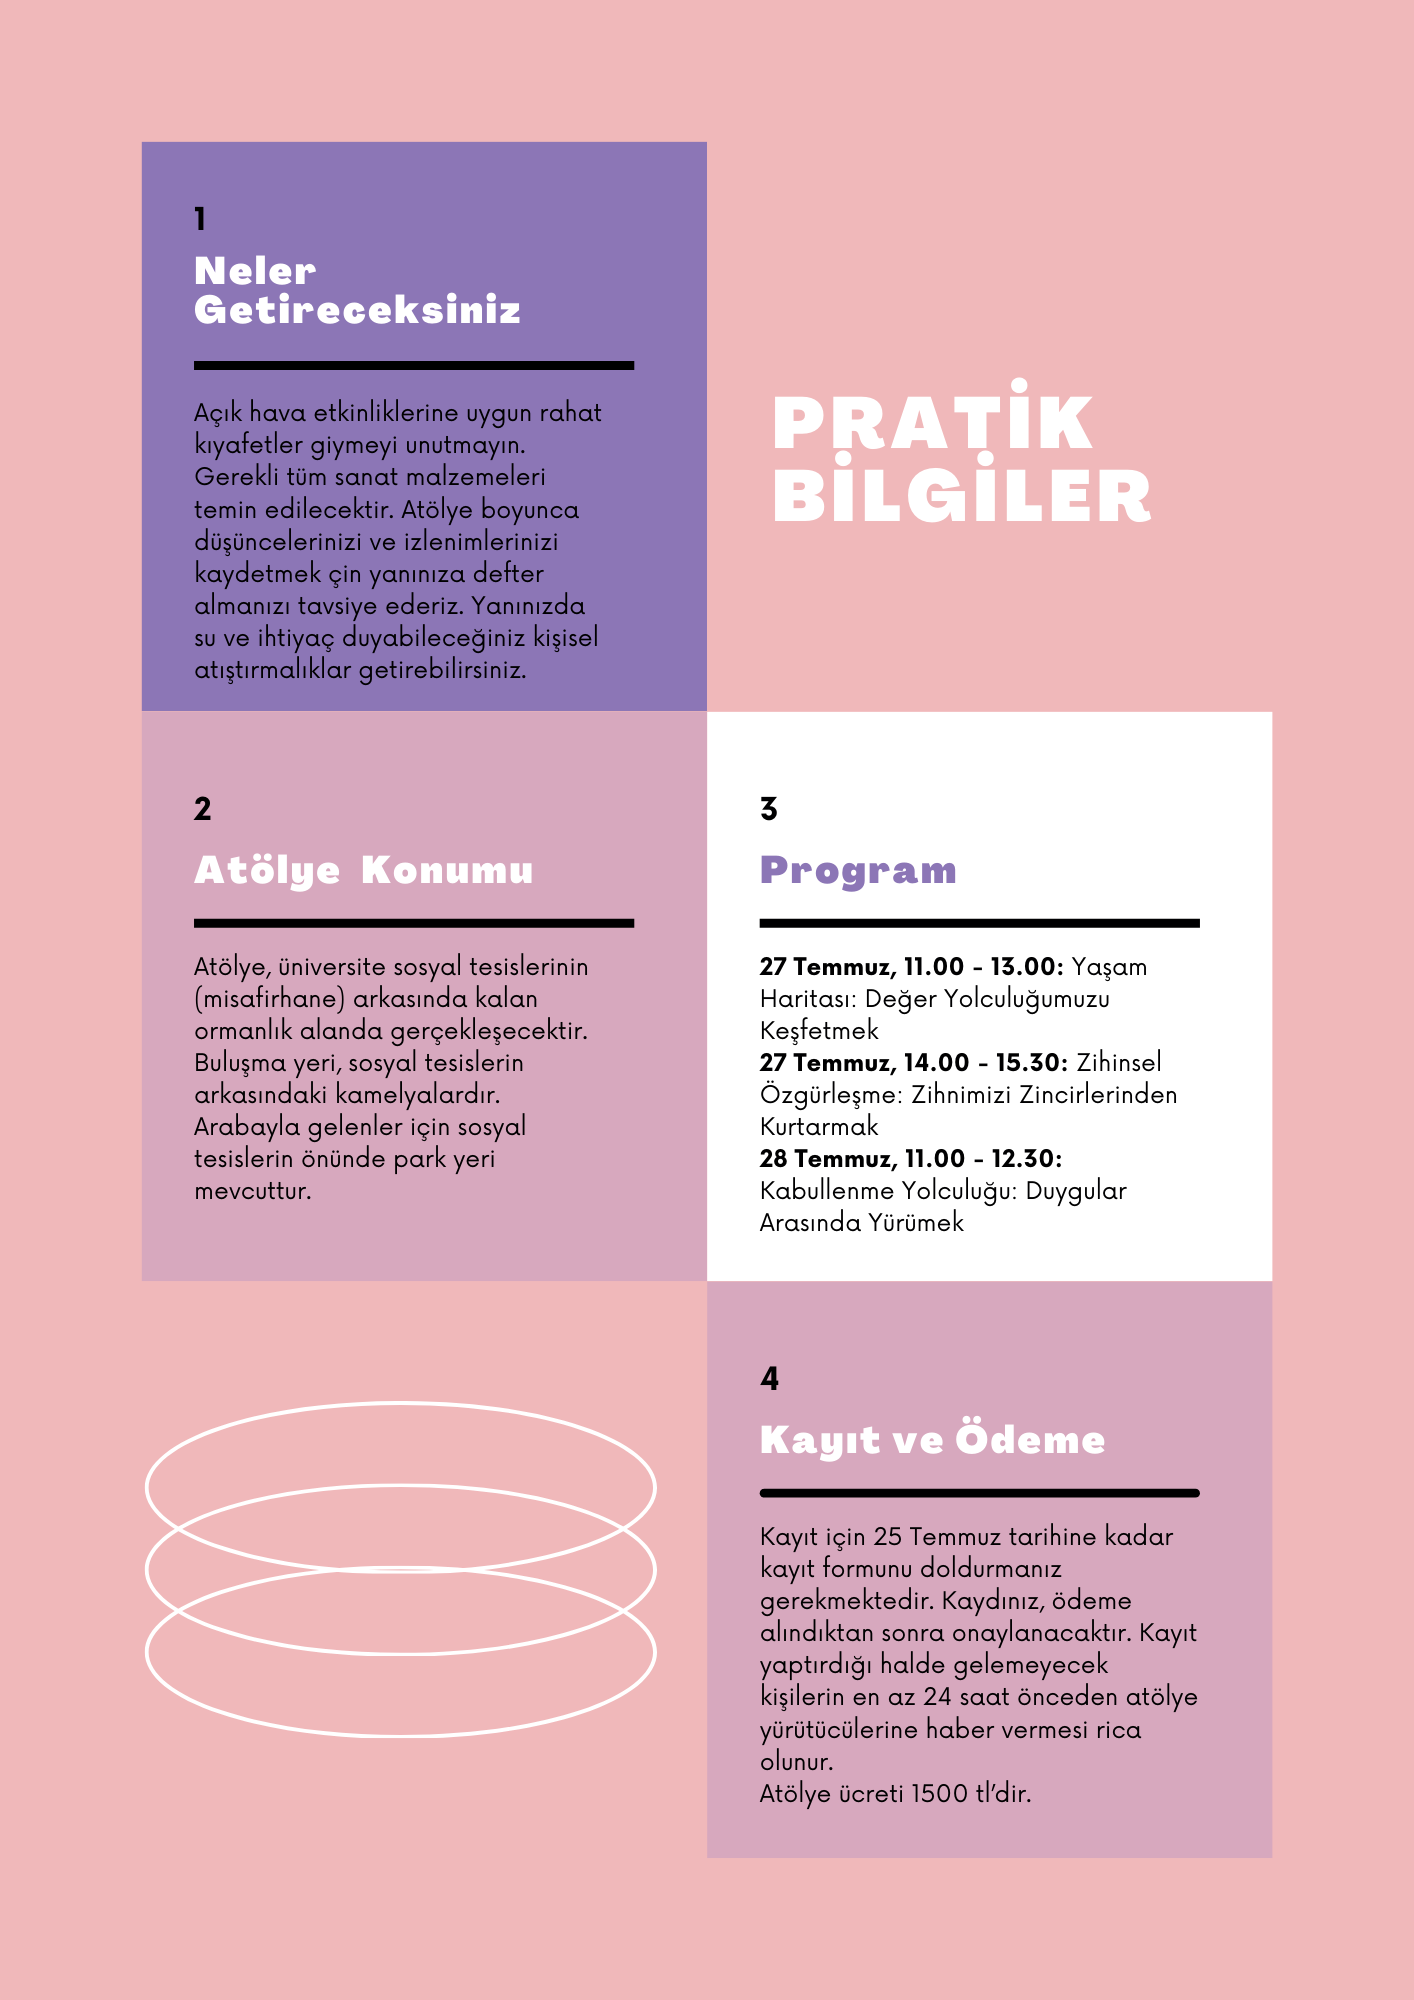 1
Neler
Getireceksiniz
Açık hava etkinliklerine uygun rahat
kıyafetler giymeyi unutmayın.
Gerekli tüm sanat malzemeleri
temin edilecektir. Atölye boyunca
düşüncelerinizi ve izlenimlerinizi
kaydetmek çin yanınıza defter
almanızı tavsiye ederiz. Yanınızda
su ve ihtiyaç duyabileceğiniz kişisel
atıştırmalıklar getirebilirsiniz.
PRATİK
BİLGİLER
2
Atölye Konumu
Atölye, üniversite sosyal tesislerinin
(misafirhane) arkasında kalan
ormanlık alanda gerçekleşecektir.
Buluşma yeri, sosyal tesislerin
arkasındaki kamelyalardır.
Arabayla gelenler için sosyal
tesislerin önünde park yeri
mevcuttur.
3
Program
27 Temmuz, 11.00 - 13.00: Yaşam
Haritası: Değer Yolculuğumuzu
Keşfetmek
27 Temmuz, 14.00 - 15.30: Zihinsel
Özgürleşme: Zihnimizi Zincirlerinden
Kurtarmak
28 Temmuz, 11.00 - 12.30:
Kabullenme Yolculuğu: Duygular
Arasında Yürümek
4
Kayıt ve Ödeme
Kayıt için 25 Temmuz tarihine kadar
kayıt formunu doldurmanız
gerekmektedir. Kaydınız, ödeme
alındıktan sonra onaylanacaktır. Kayıt
yaptırdığı halde gelemeyecek
kişilerin en az 24 saat önceden atölye
yürütücülerine haber vermesi rica
olunur.
Atölye ücreti 1500 tl’dir.